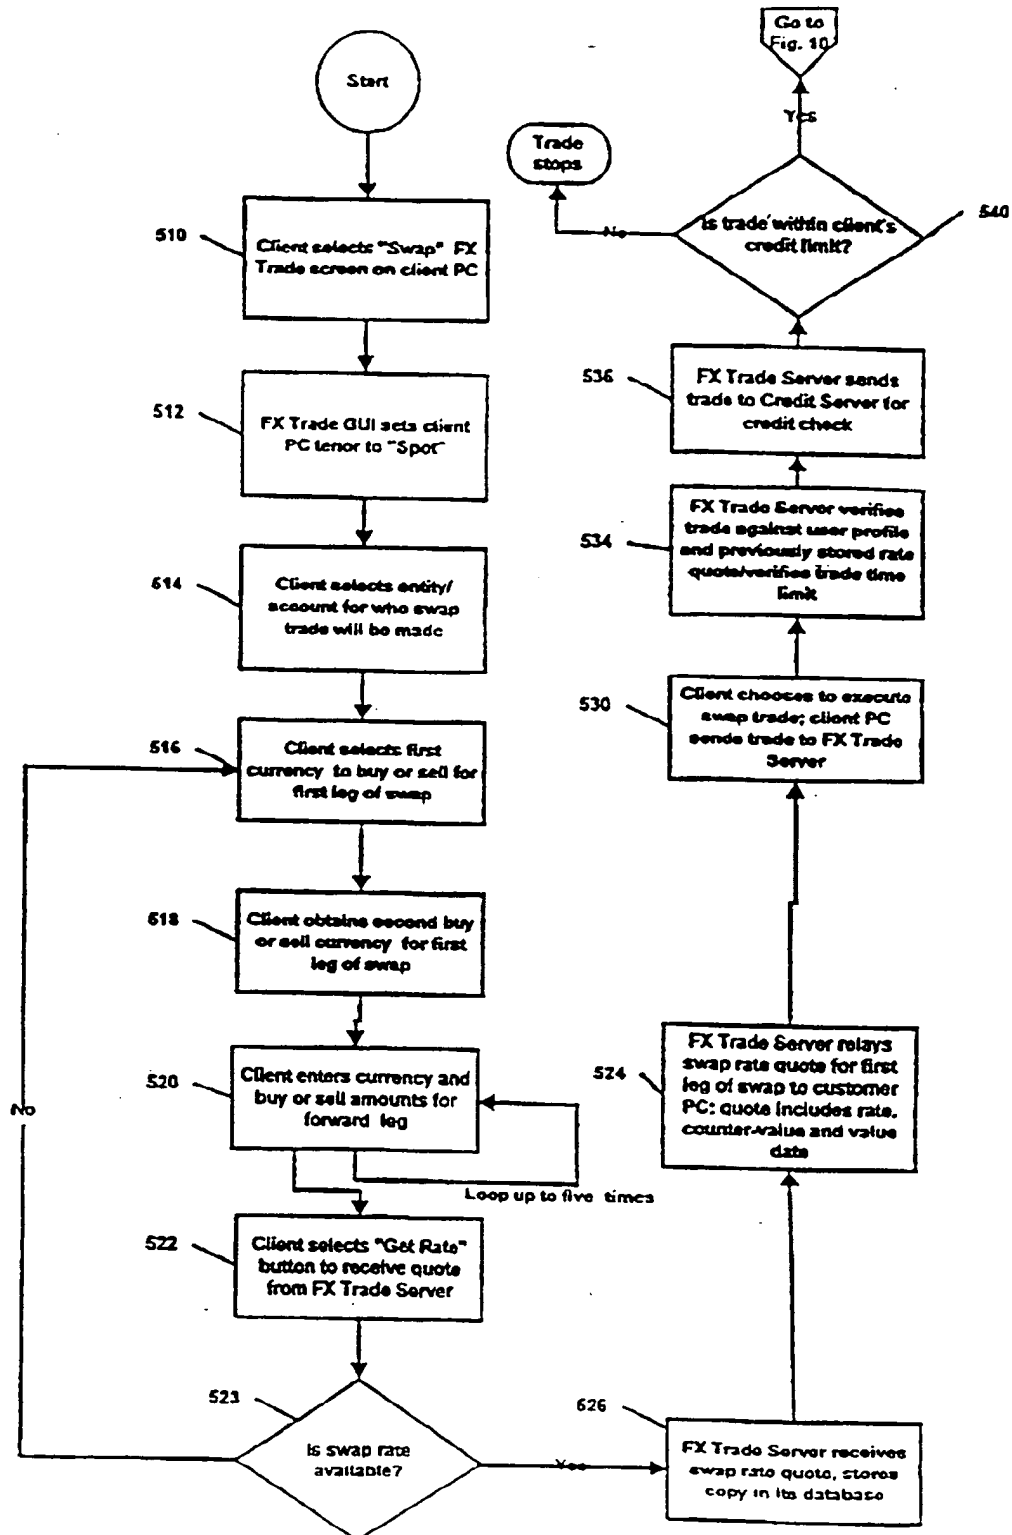 Start
510
Client selects "Swap" FX
Trade screen on client PC
512
FX Trade GUI sets client
PC tenor to "Spot"
514
Client selects entity/
account for who swap
trade will be made
516
Client selects first
currency to buy or sell for
first leg of swap
518
Client obtains second buy
or sell currency for first
leg of swap
520
Client enters currency and
buy or sell amounts for
forward leg
Loop up to five times
522
Client selects "Get Rate"
button to receive quote
from FX Trade Server
523
Is swap rate
available?
No
Yes
526
FX Trade Server receives
swap rate quote, stores
copy in its database
524
FX Trade Server relays
swap rate quote for first
leg of swap to customer
PC; quote includes rate,
counter-value and value
date
530
Client chooses to execute
swap trade; client PC
sends trade to FX Trade
Server
534
FX Trade Server verifies
trade against user profile
and previously stored rate
quote/verifies trade time
limit
536
FX Trade Server sends
trade to Credit Server for
credit check
540
Is trade within client's
credit limit?
No
Trade
stops
Yes
Go to
Fig. 10